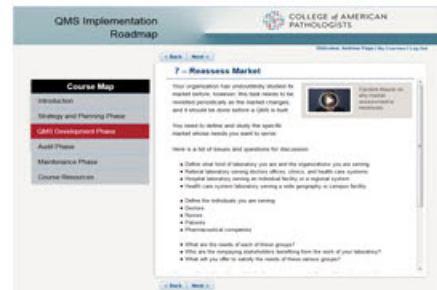 QMS Implementation
Roadmap
COLLEGE of AMERICAN
PATHOLOGISTS
Welcome, Andrew Page | My Courses | Log Out
« Back Next »
7 – Reassess Market
Course Map
Introduction
Strategy and Planning Phase
QMS Development Phase
Audit Phase
Maintenance Phase
Course Resources
Your organization has undoubtedly studied its
market before; however, this task needs to be
revisited periodically as the market changes,
and it should be done before a QMS is built.
You need to define and study the specific
market whose needs you want to serve.
Here is a list of issues and questions for discussion:
Define what kind of laboratory you are and the organizations you are serving
Referral laboratory serving doctors offices, clinics, and health care systems
Hospital laboratory serving an individual facility or a regional system
Health care system laboratory serving a wide geography or campus facility
Define the individuals you are serving
Doctors
Nurses
Patients
Pharmaceutical companies
What are the needs of each of these groups?
Who are the nonpaying stakeholders benefiting from the work of your laboratory?
What will you offer to satisfy the needs of these various groups?
« Back Next »